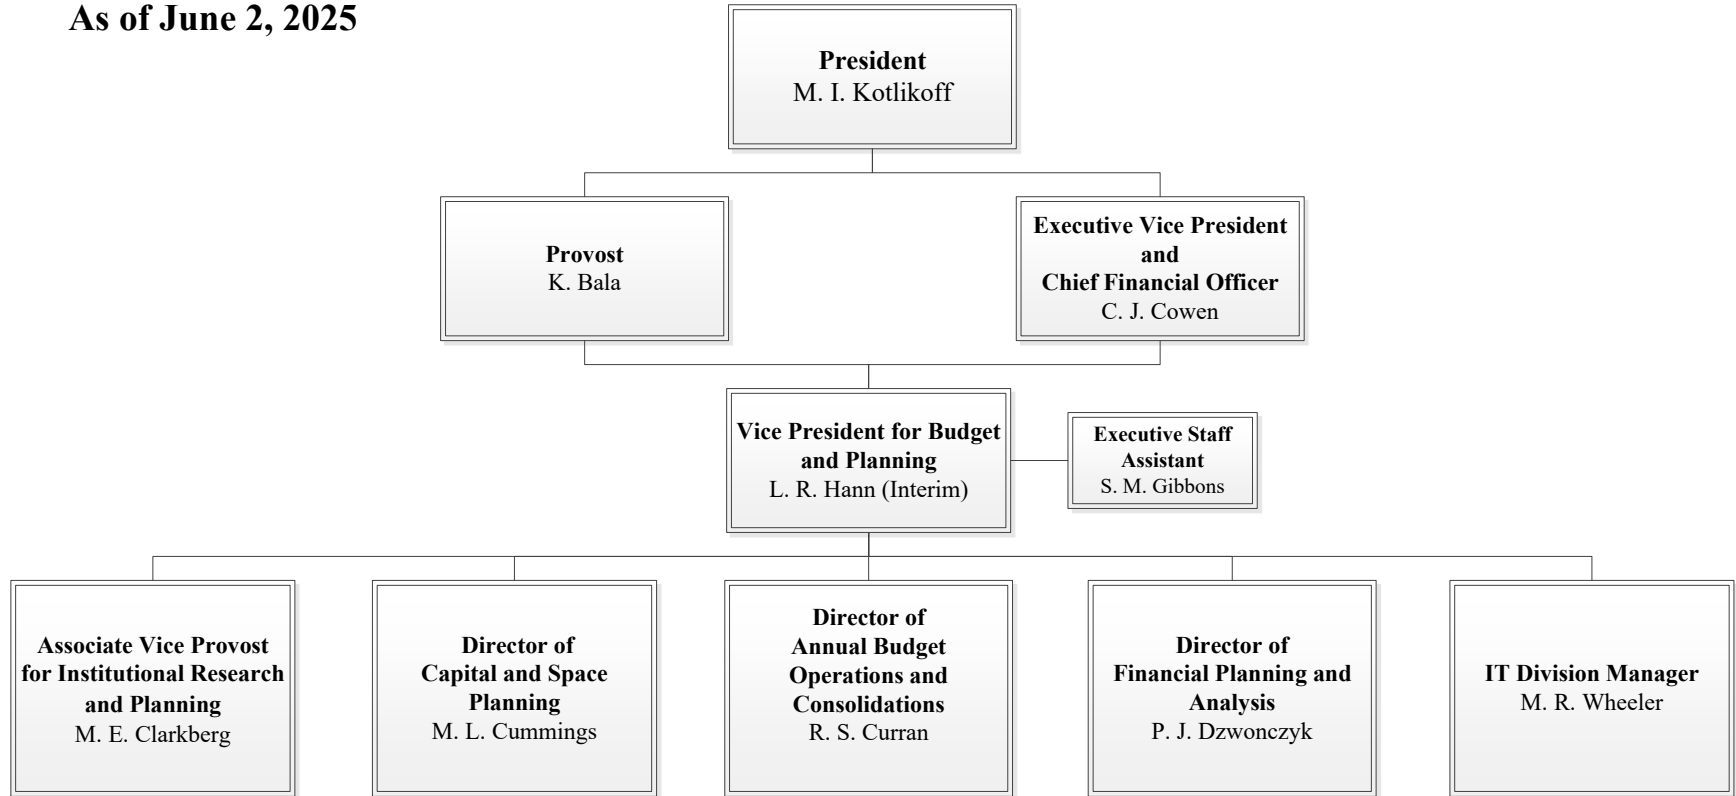 As of June 2, 2025
President
M. I. Kotlikoff
Provost
K. Bala
Executive Vice President
and
Chief Financial Officer
C. J. Cowen
Vice President for Budget
and Planning
L. R. Hann (Interim)
Executive Staff
Assistant
S. M. Gibbons
Associate Vice Provost
for Institutional Research
and Planning
M. E. Clarkberg
Director of
Capital and Space
Planning
M. L. Cummings
Director of
Annual Budget
Operations and
Consolidations
R. S. Curran
Director of
Financial Planning and
Analysis
P. J. Dzwonczyk
IT Division Manager
M. R. Wheeler